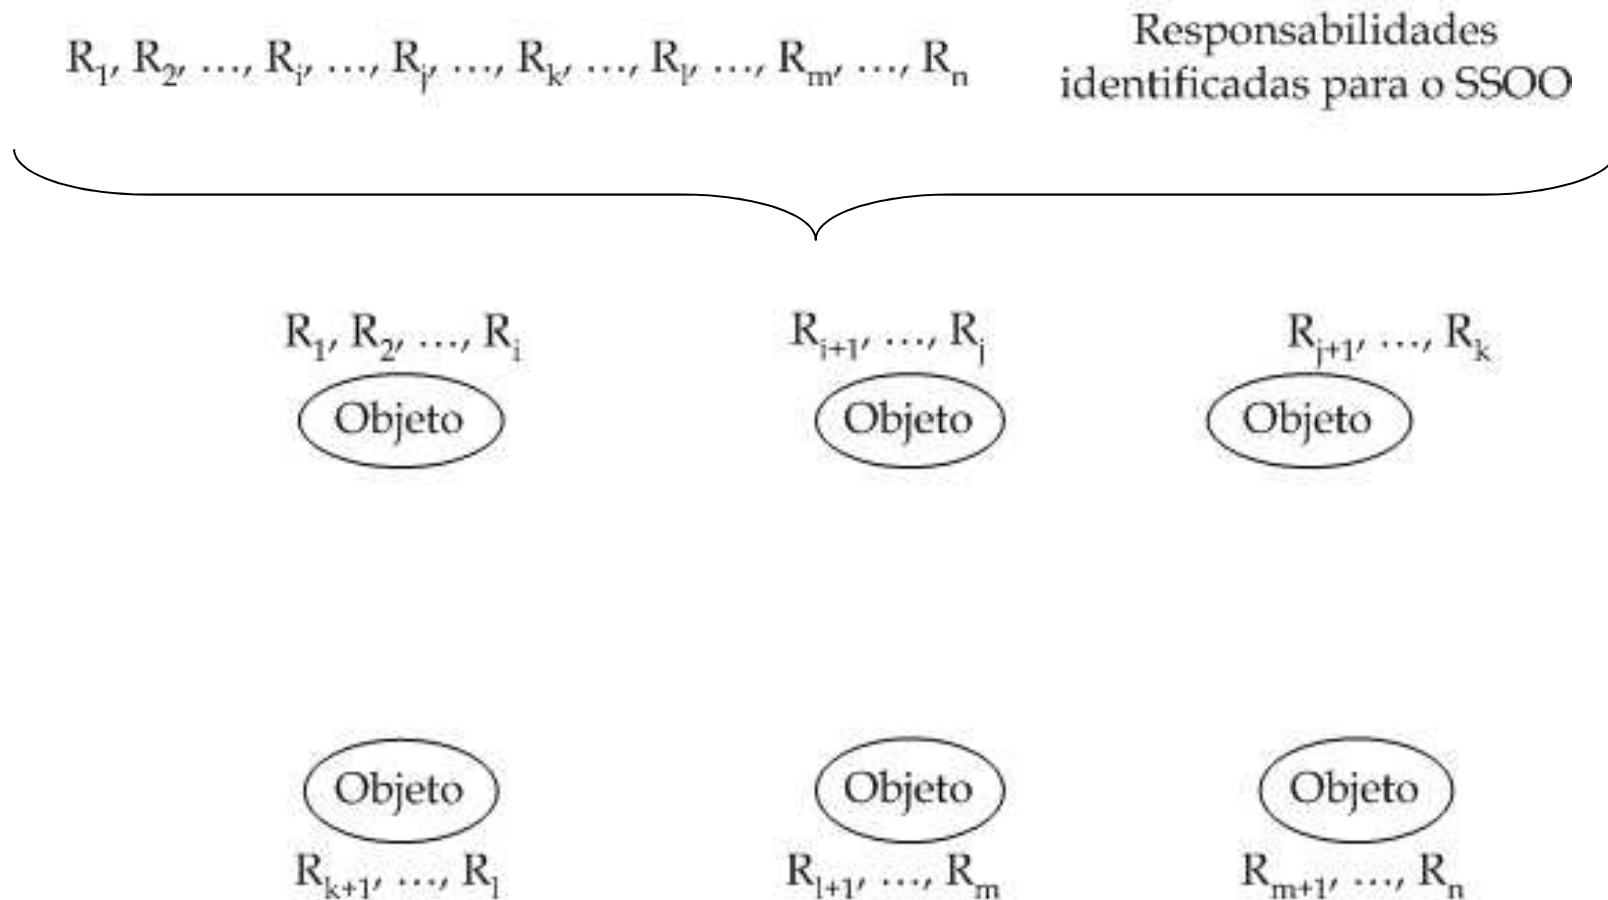 R₁, R₂, ..., Rᵢ, ..., Rⱼ, ..., Rₖ, ..., Rₗ, ..., Rₘ, ..., Rₙ
Responsabilidades
identificadas para o SSOO
R₁, R₂, ..., Rᵢ
Rᵢ₊₁, ..., Rⱼ
Rⱼ₊₁, ..., Rₖ
Objeto
Objeto
Objeto
Objeto
Objeto
Objeto
Rₖ₊₁, ..., Rₗ
Rₗ₊₁, ..., Rₘ
Rₘ₊₁, ..., Rₙ